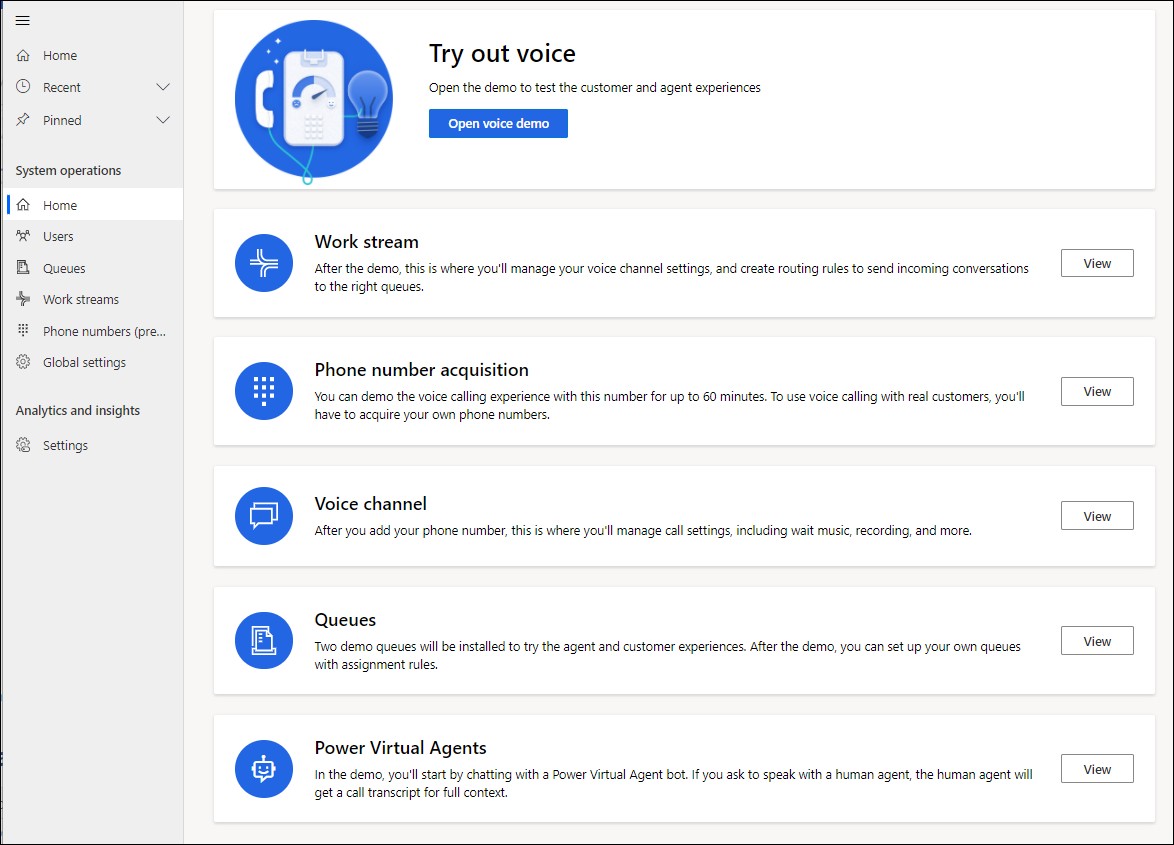 Home
Recent
Pinned
System operations
Home
Users
Queues
Work streams
Phone numbers (pre...
Global settings
Analytics and insights
Settings
Try out voice
Open the demo to test the customer and agent experiences
Open voice demo
Work stream
After the demo, this is where you'll manage your voice channel settings, and create routing rules to send incoming conversations
to the right queues.
View
Phone number acquisition
You can demo the voice calling experience with this number for up to 60 minutes. To use voice calling with real customers, you'll
have to acquire your own phone numbers.
View
Voice channel
After you add your phone number, this is where you'll manage call settings, including wait music, recording, and more.
View
Queues
Two demo queues will be installed to try the agent and customer experiences. After the demo, you can set up your own queues
with assignment rules.
View
Power Virtual Agents
In the demo, you'll start by chatting with a Power Virtual Agent bot. If you ask to speak with a human agent, the human agent will
get a call transcript for full context.
View